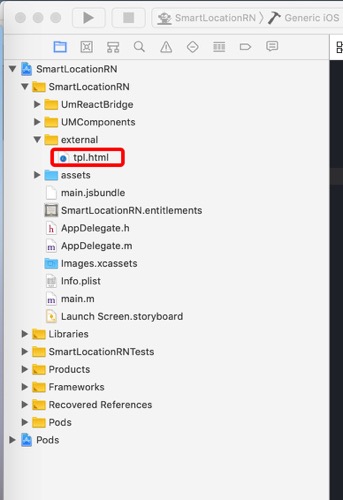 SmartLocationRN
Generic iOS
SmartLocationRN
SmartLocationRN
UmReactBridge
UMComponents
external
tpl.html
assets
main.jsbundle
SmartLocationRN.entitlements
h AppDelegate.h
m AppDelegate.m
Images.xcassets
Info.plist
m main.m
Launch Screen.storyboard
Libraries
SmartLocationRNTests
Products
Frameworks
Recovered References
Pods
Pods